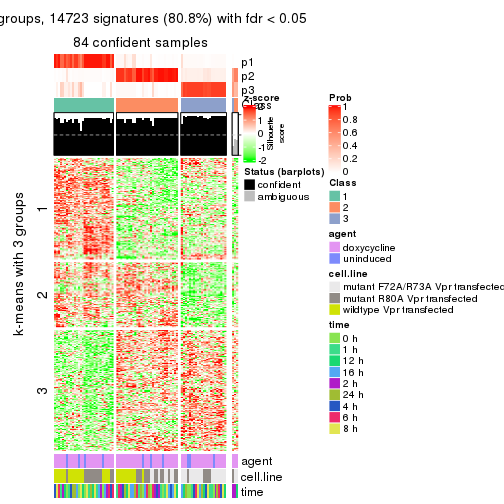 groups, 14723 signatures (80.8%) with fdr < 0.05
84 confident samples
p1
p2
p3
Class
z-score
2
1
0
-1
-2
Silhouette
score
1
0.5
0
Prob
1
0.8
0.6
0.4
0.2
0
Status (barplots)
confident
ambiguous
Class
1
2
3
agent
doxycycline
uninduced
cell.line
mutant F72A/R73A Vpr transfected
mutant R80A Vpr transfected
wildtype Vpr transfected
time
0 h
1 h
12 h
16 h
2 h
24 h
4 h
6 h
8 h
k-means with 3 groups
1
2
3
agent
cell.line
time